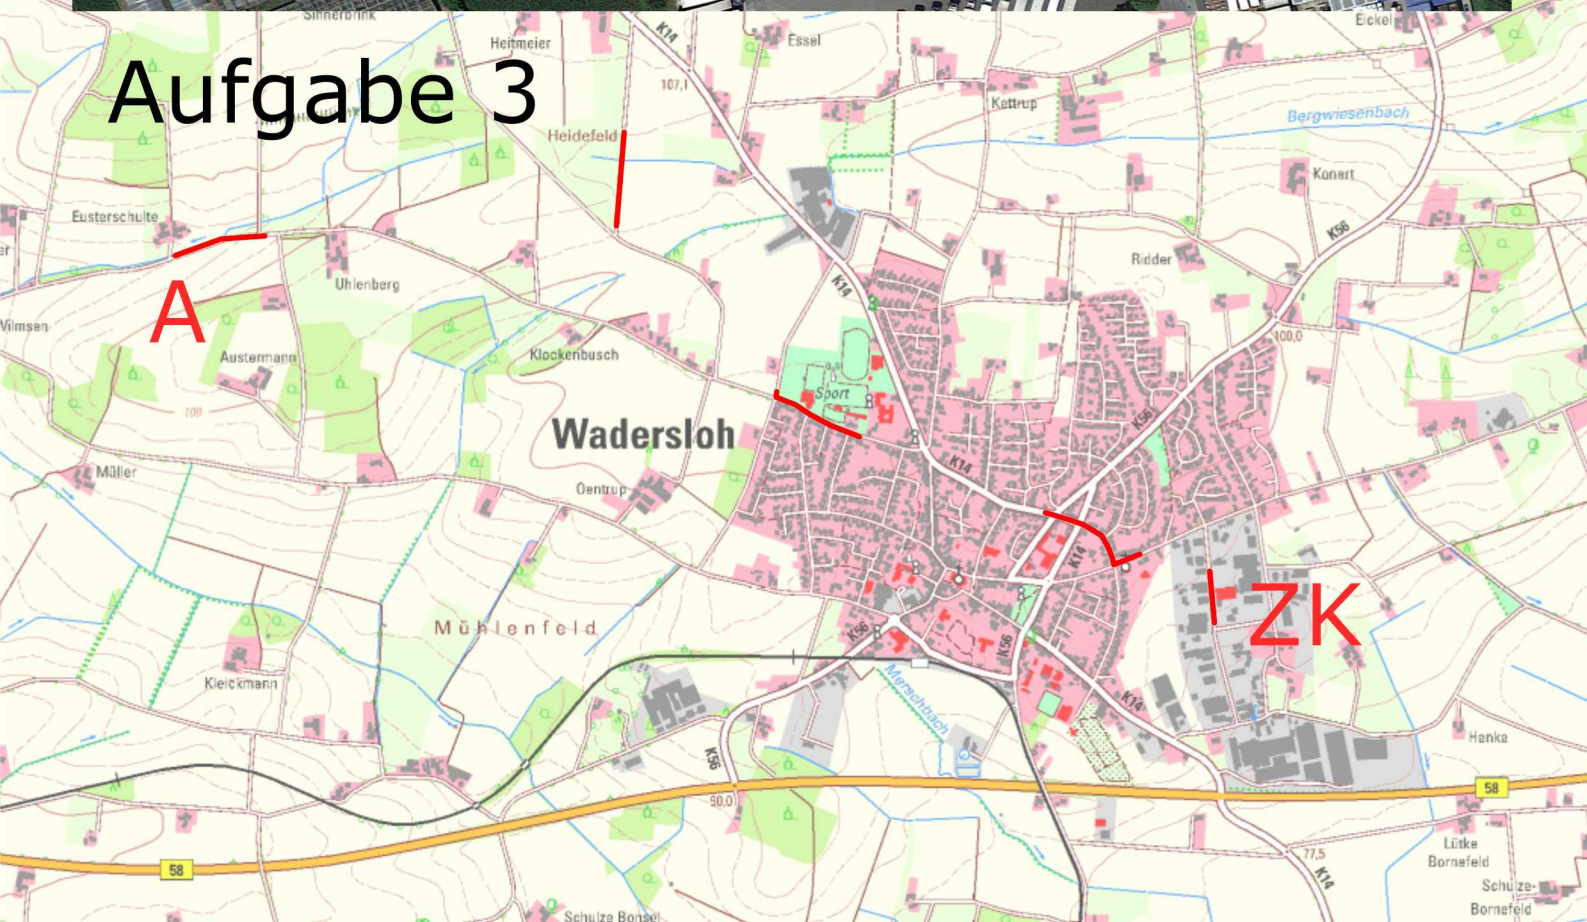 Sinnerbrink
K14
Eickel
Heitmeier
Essel
Aufgabe 3
107,1
Kettrup
Bergwiesenbach
Heidefeld
Konert
Eusterschulte
K56
Ridder
Uhlenberg
K14
A
Vilmsen
Klockenbusch
100,0
Austermann
Sport
100
Wadersloh
K56
K14
Müller
Oentrup
K14
ZK
Mühlenfeld
K56
K56
Kleickmann
Merschbach
K14
Henke
K56
58
90,0
Lütke
Bornefeld
77,5
58
K14
Schulze-
Bornefeld
Schulze Bonsel